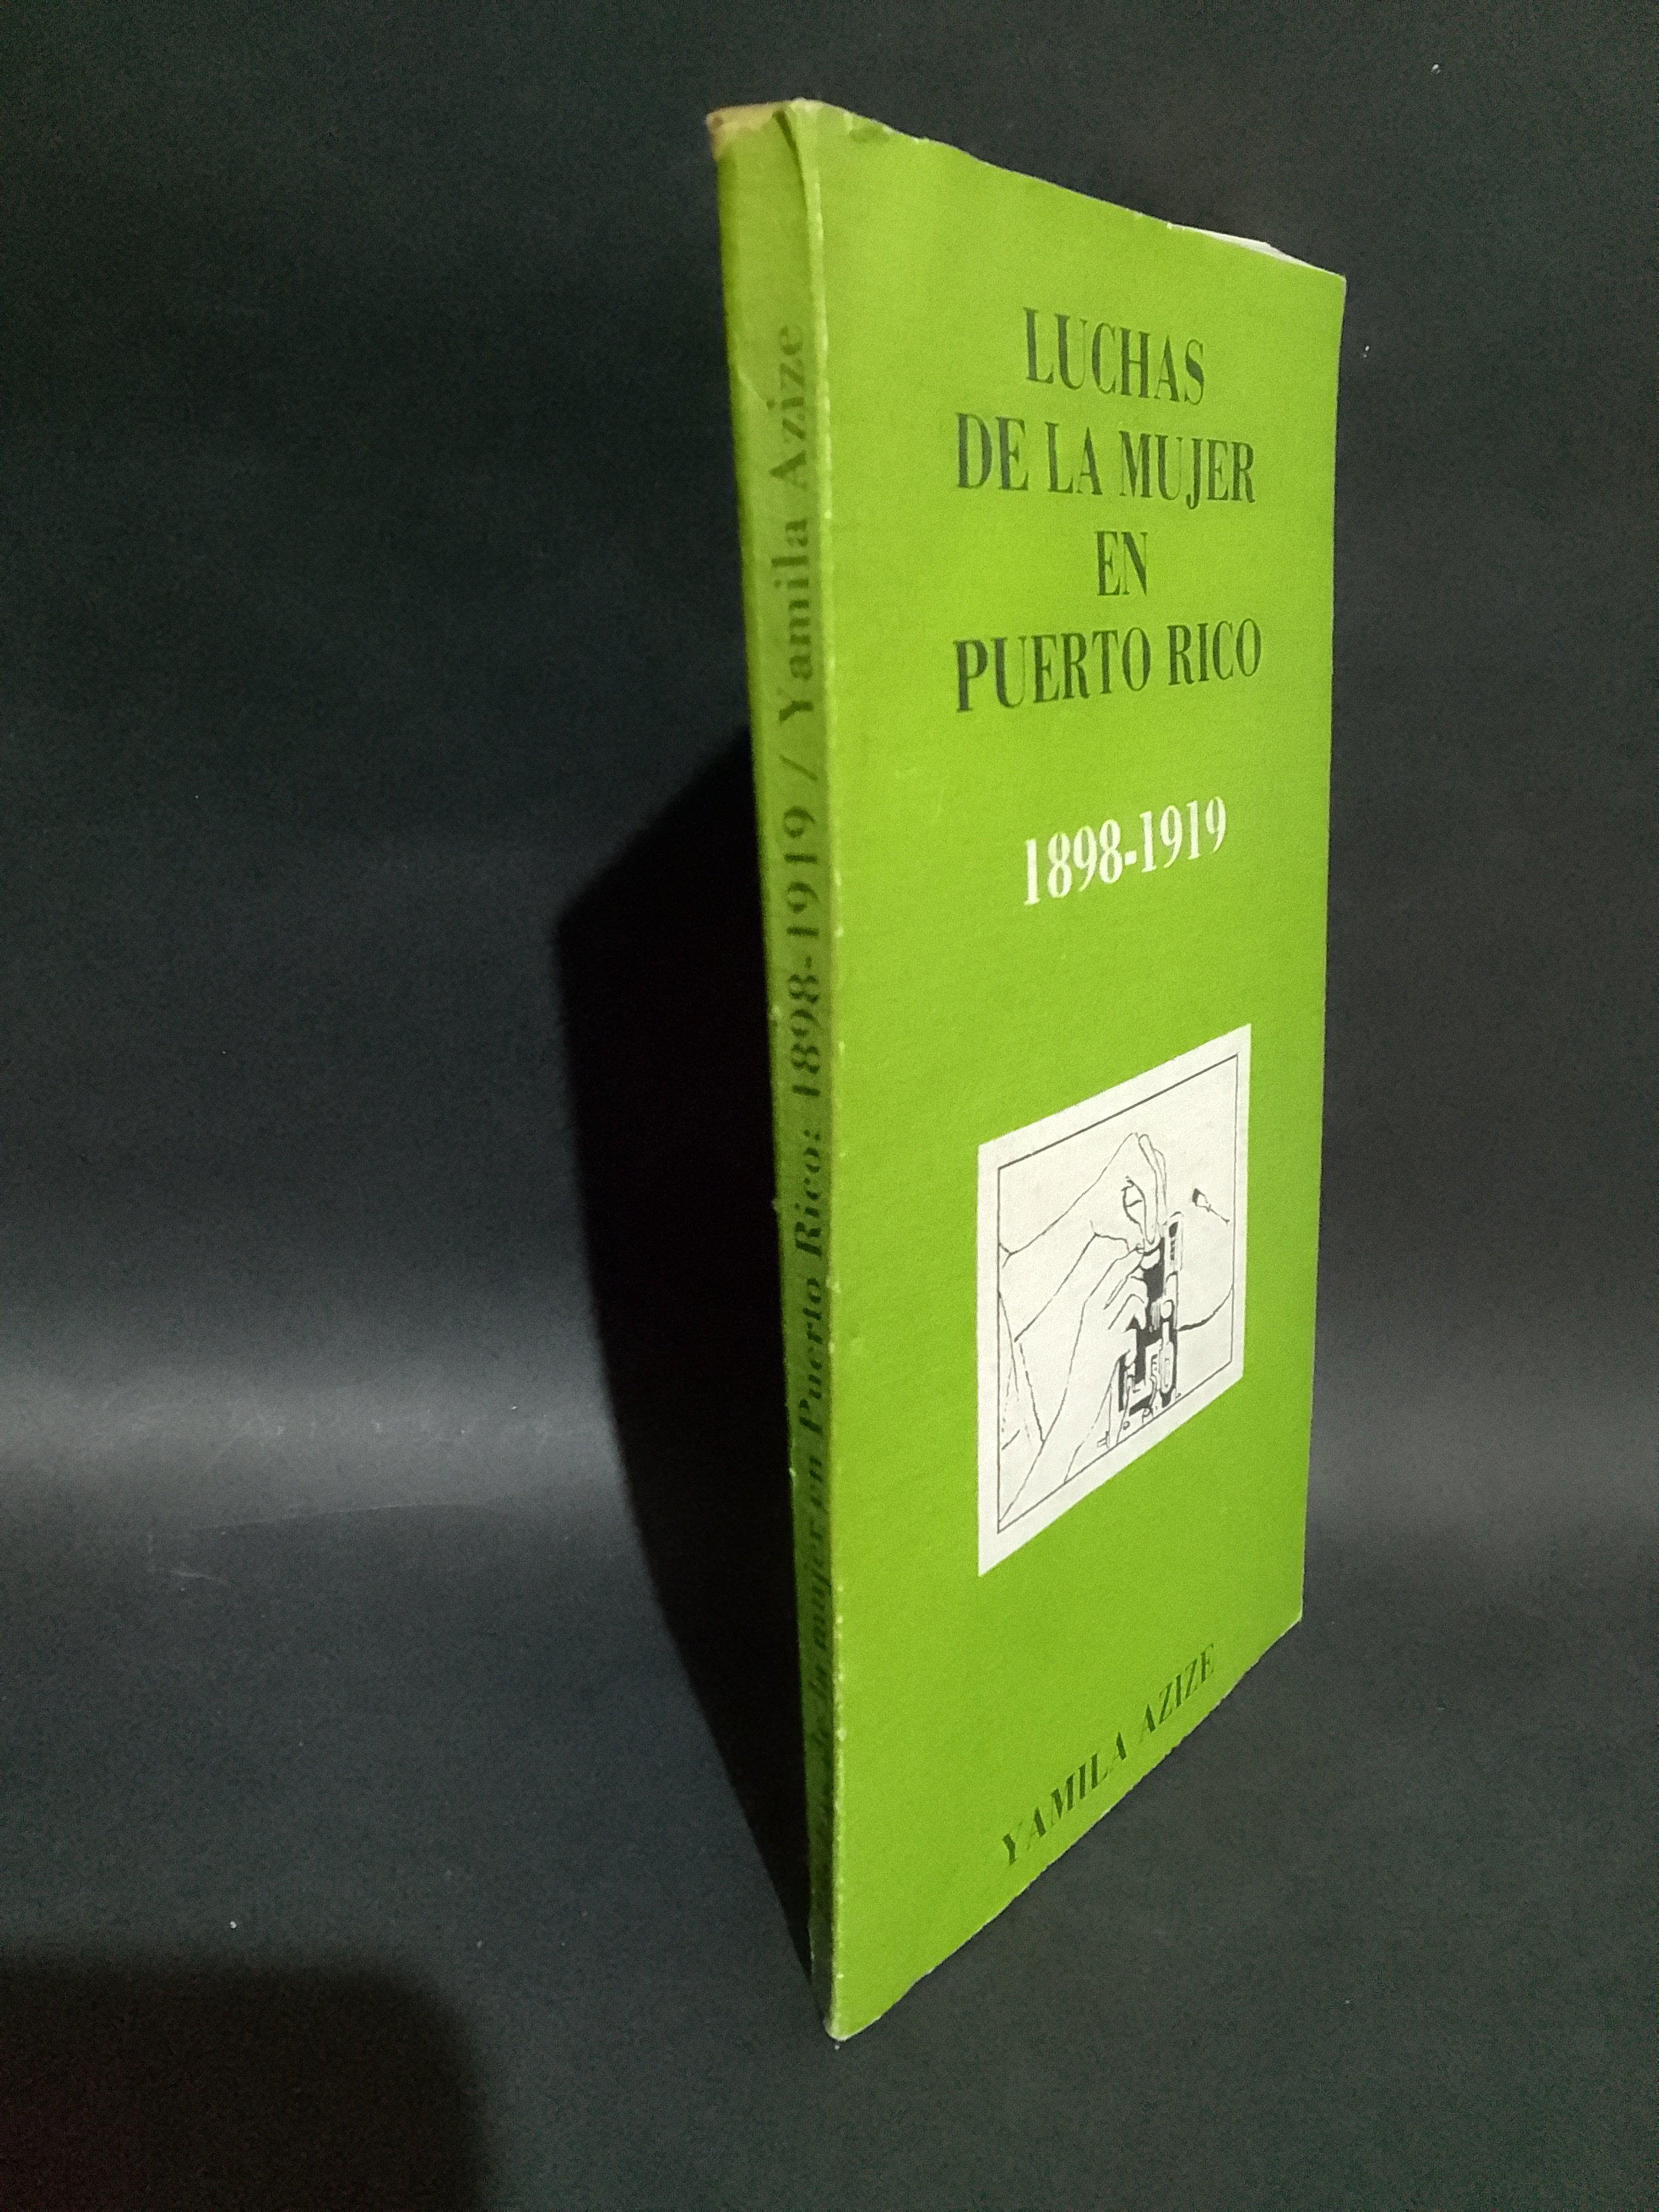 LUCHAS
DE LA MUJER
EN
PUERTO RICO
1898-1919
YAMILA AZIZE
de la mujer en Puerto Rico: 1898-1919 / Yamila Azize